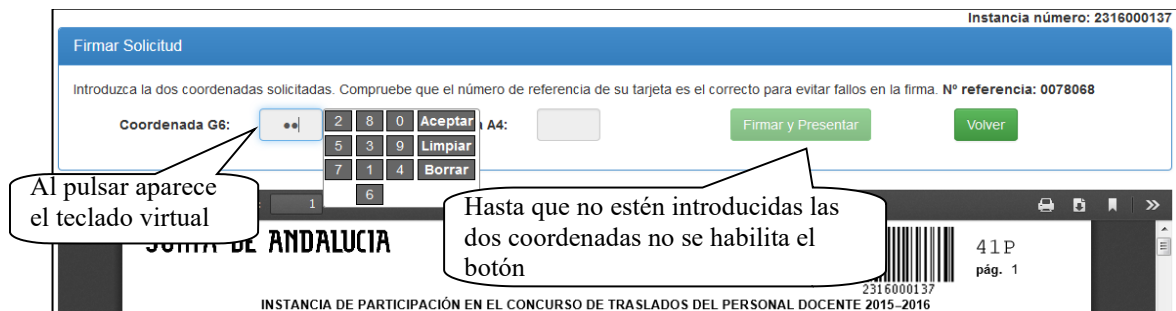 Instancia número: 2316000137
Firmar Solicitud
Introduzca la dos coordenadas solicitadas. Compruebe que el número de referencia de su tarjeta es el correcto para evitar fallos en la firma. Nº referencia: 0078068
Coordenada G6: ●● 2 8 0 Aceptar A4: Firmar y Presentar Volver
5 3 9 Limpiar
7 1 4 Borrar
6
Al pulsar aparece
el teclado virtual
1
Hasta que no estén introducidas las
dos coordenadas no se habilita el
botón
JUNTA DE ANDALUCIA
41P
pág. 1
2316000137
INSTANCIA DE PARTICIPACIÓN EN EL CONCURSO DE TRASLADOS DEL PERSONAL DOCENTE 2015-2016